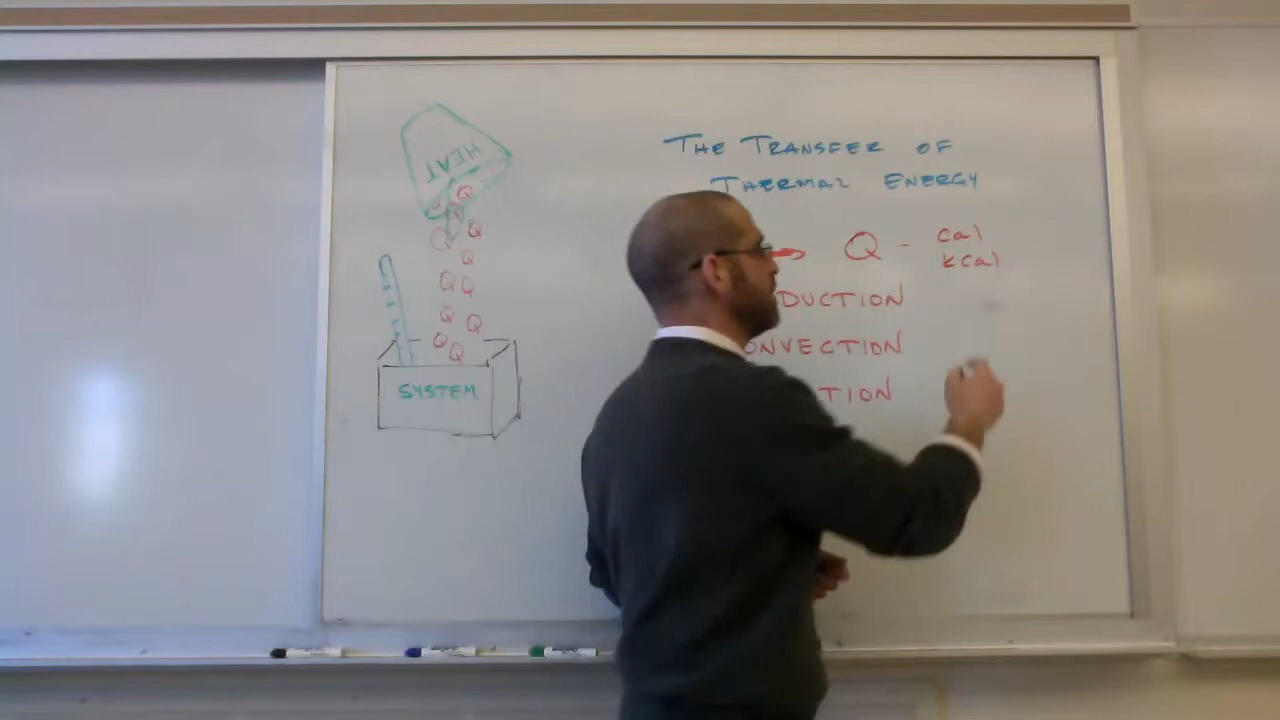 HEAT
Q
Q
Q
Q
Q
Q
Q
Q
Q
Q
Q
SYSTEM
THE TRANSFER OF
THERMAL ENERGY
→ Q - cal
kcal
DUCTION
ONVECTION
TION